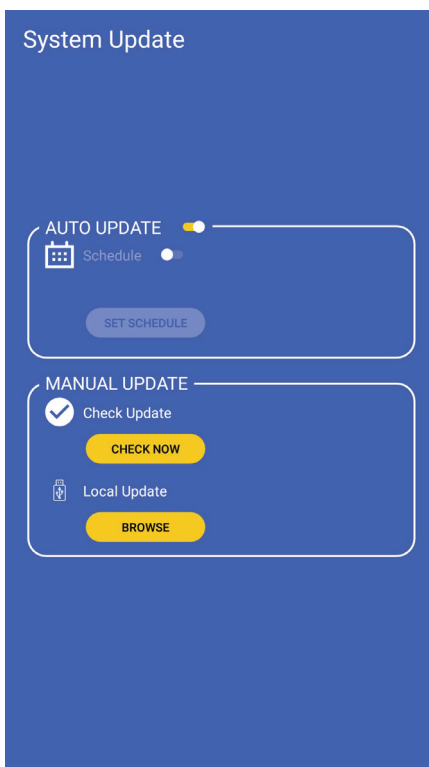 System Update
AUTO UPDATE
Schedule
SET SCHEDULE
MANUAL UPDATE
Check Update
CHECK NOW
Local Update
BROWSE